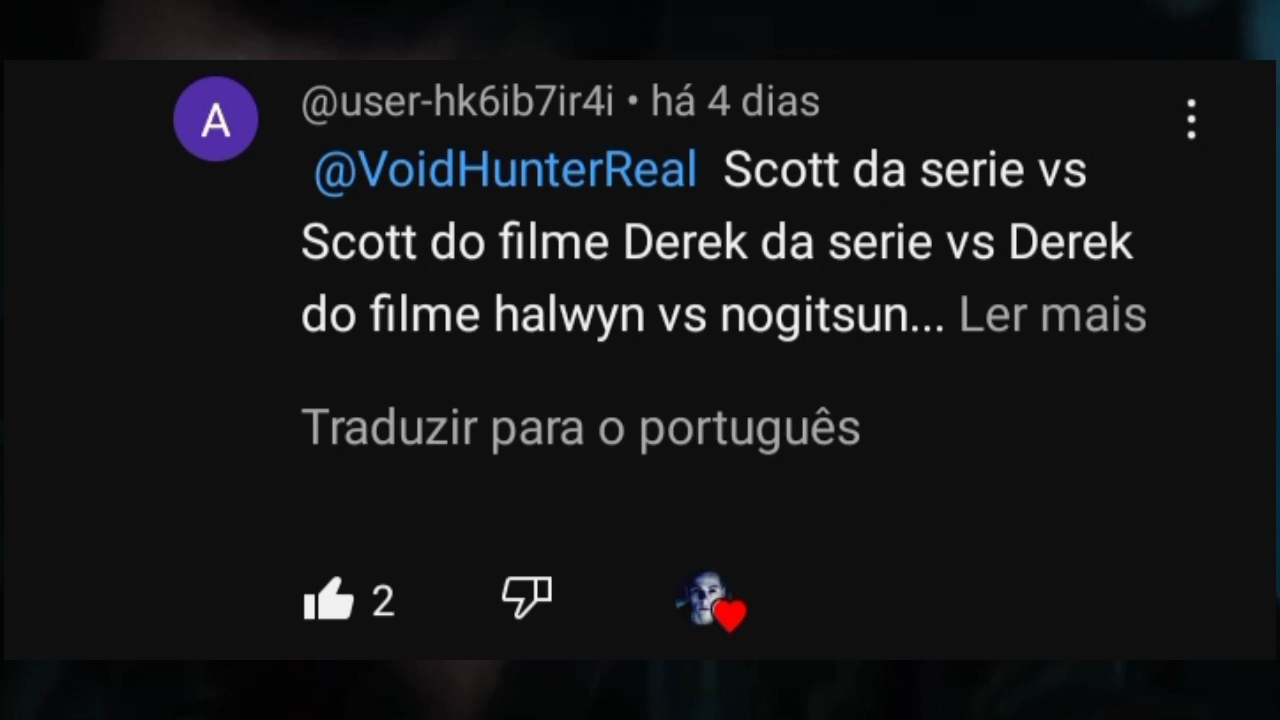 A
@user-hk6ib7ir4i • há 4 dias
@VoidHunterReal Scott da serie vs
Scott do filme Derek da serie vs Derek
do filme halwyn vs nogitsun... Ler mais
Traduzir para o português
2